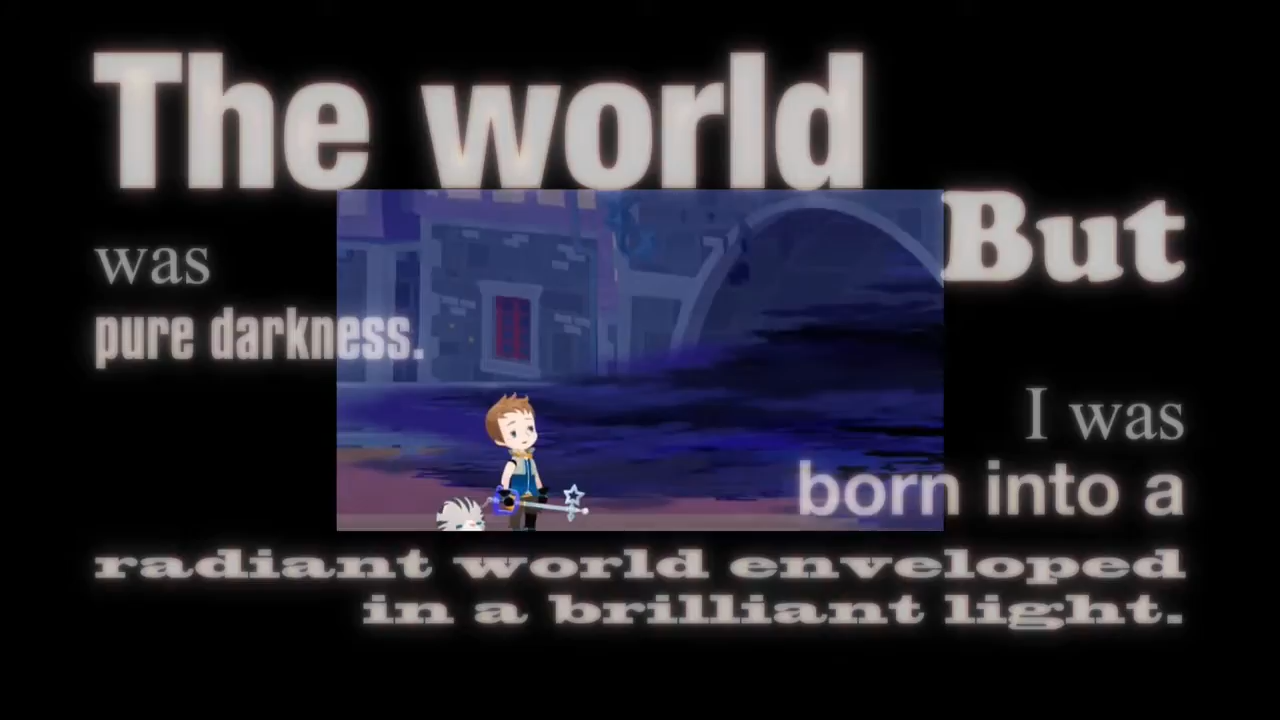 The world
was
pure darkness.
But
I was
born into a
radiant world enveloped
in a brilliant light.